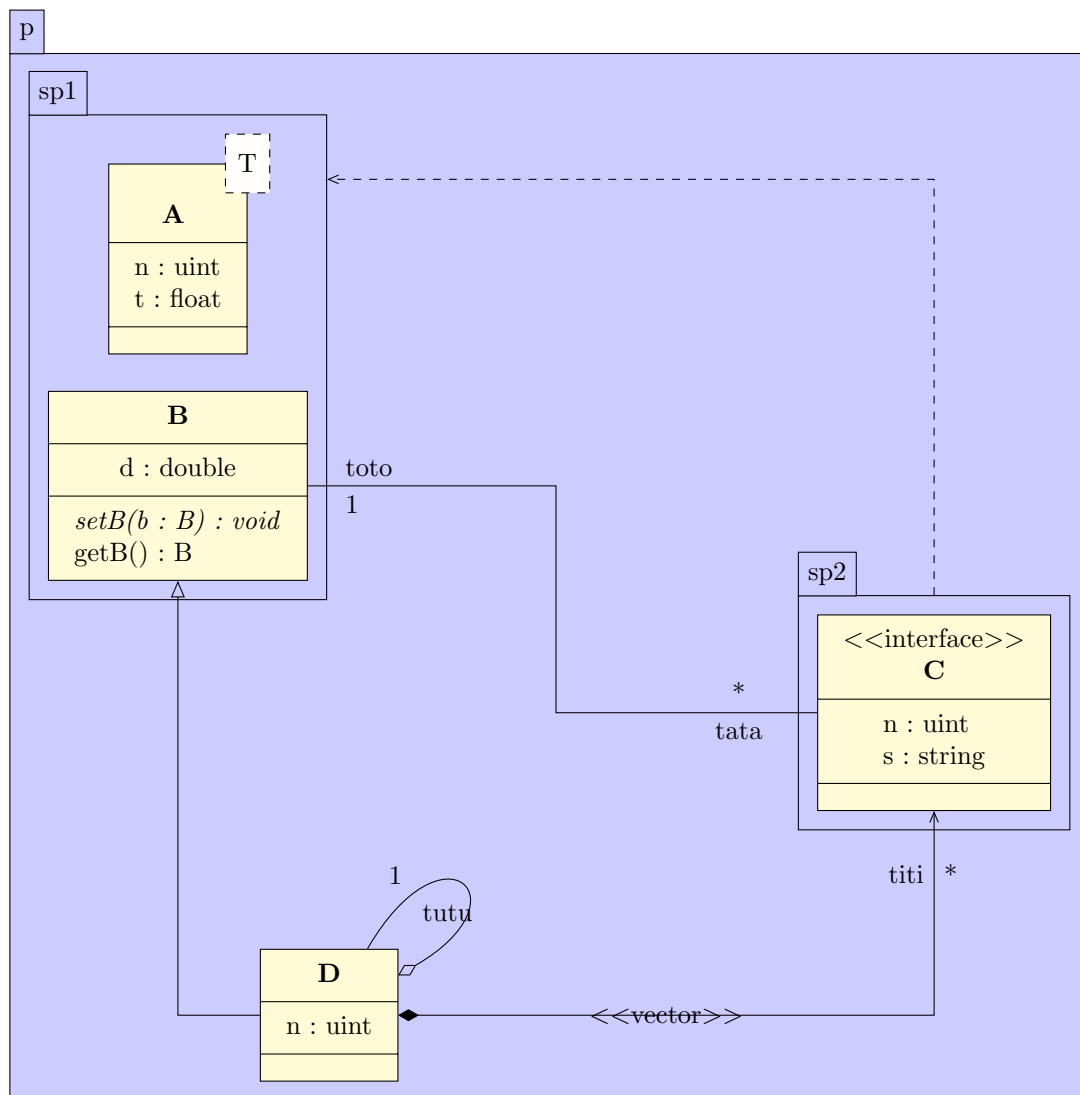 p
sp1
T
A
n : uint
t : float
B
d : double
setB(b : B) : void
getB() : B
toto
1
sp2
<<interface>>
C
n : uint
s : string
*
tata
titi *
1
tutu
D
n : uint
<<vector>>